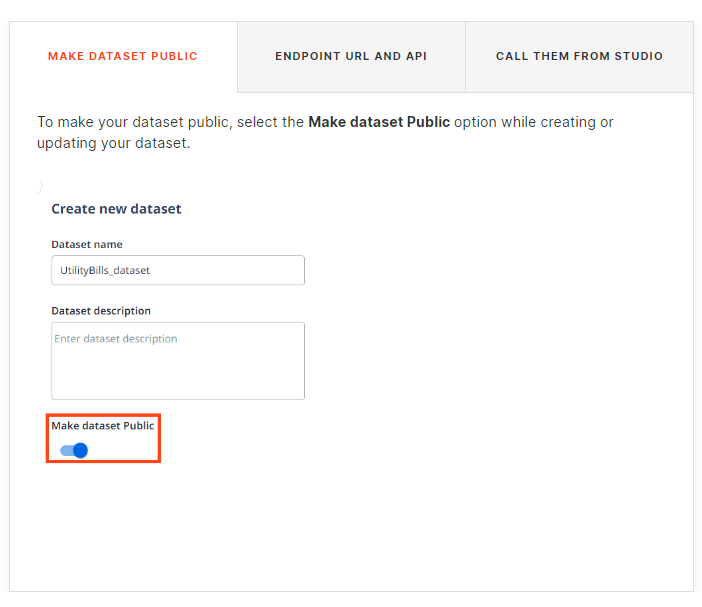 MAKE DATASET PUBLIC
ENDPOINT URL AND API
CALL THEM FROM STUDIO
To make your dataset public, select the Make dataset Public option while creating or
updating your dataset.
Create new dataset
Dataset name
UtilityBills_dataset
Dataset description
Enter dataset description
Make dataset Public